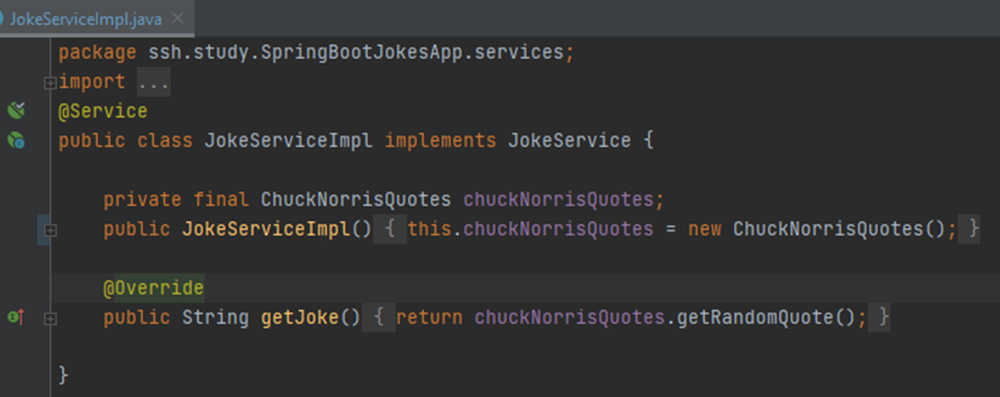 JokeServiceImpl.java
package ssh.study.SpringBootJokesApp.services;
import ...
@Service
public class JokeServiceImpl implements JokeService {
private final ChuckNorrisQuotes chuckNorrisQuotes;
public JokeServiceImpl() { this.chuckNorrisQuotes = new ChuckNorrisQuotes(); }
@Override
public String getJoke() { return chuckNorrisQuotes.getRandomQuote(); }
}